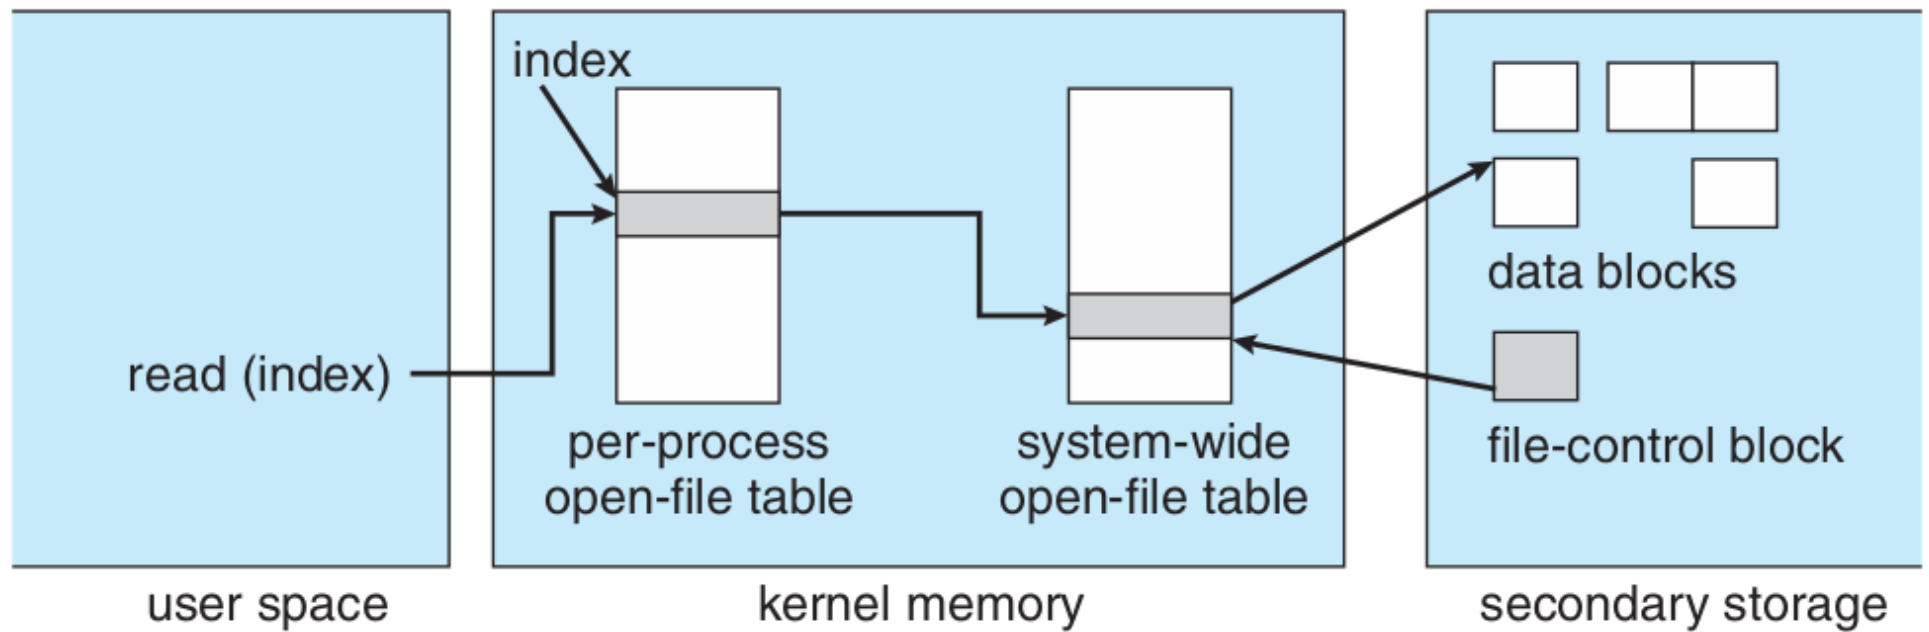 index
read (index)
per-process
open-file table
system-wide
open-file table
data blocks
file-control block
user space
kernel memory
secondary storage